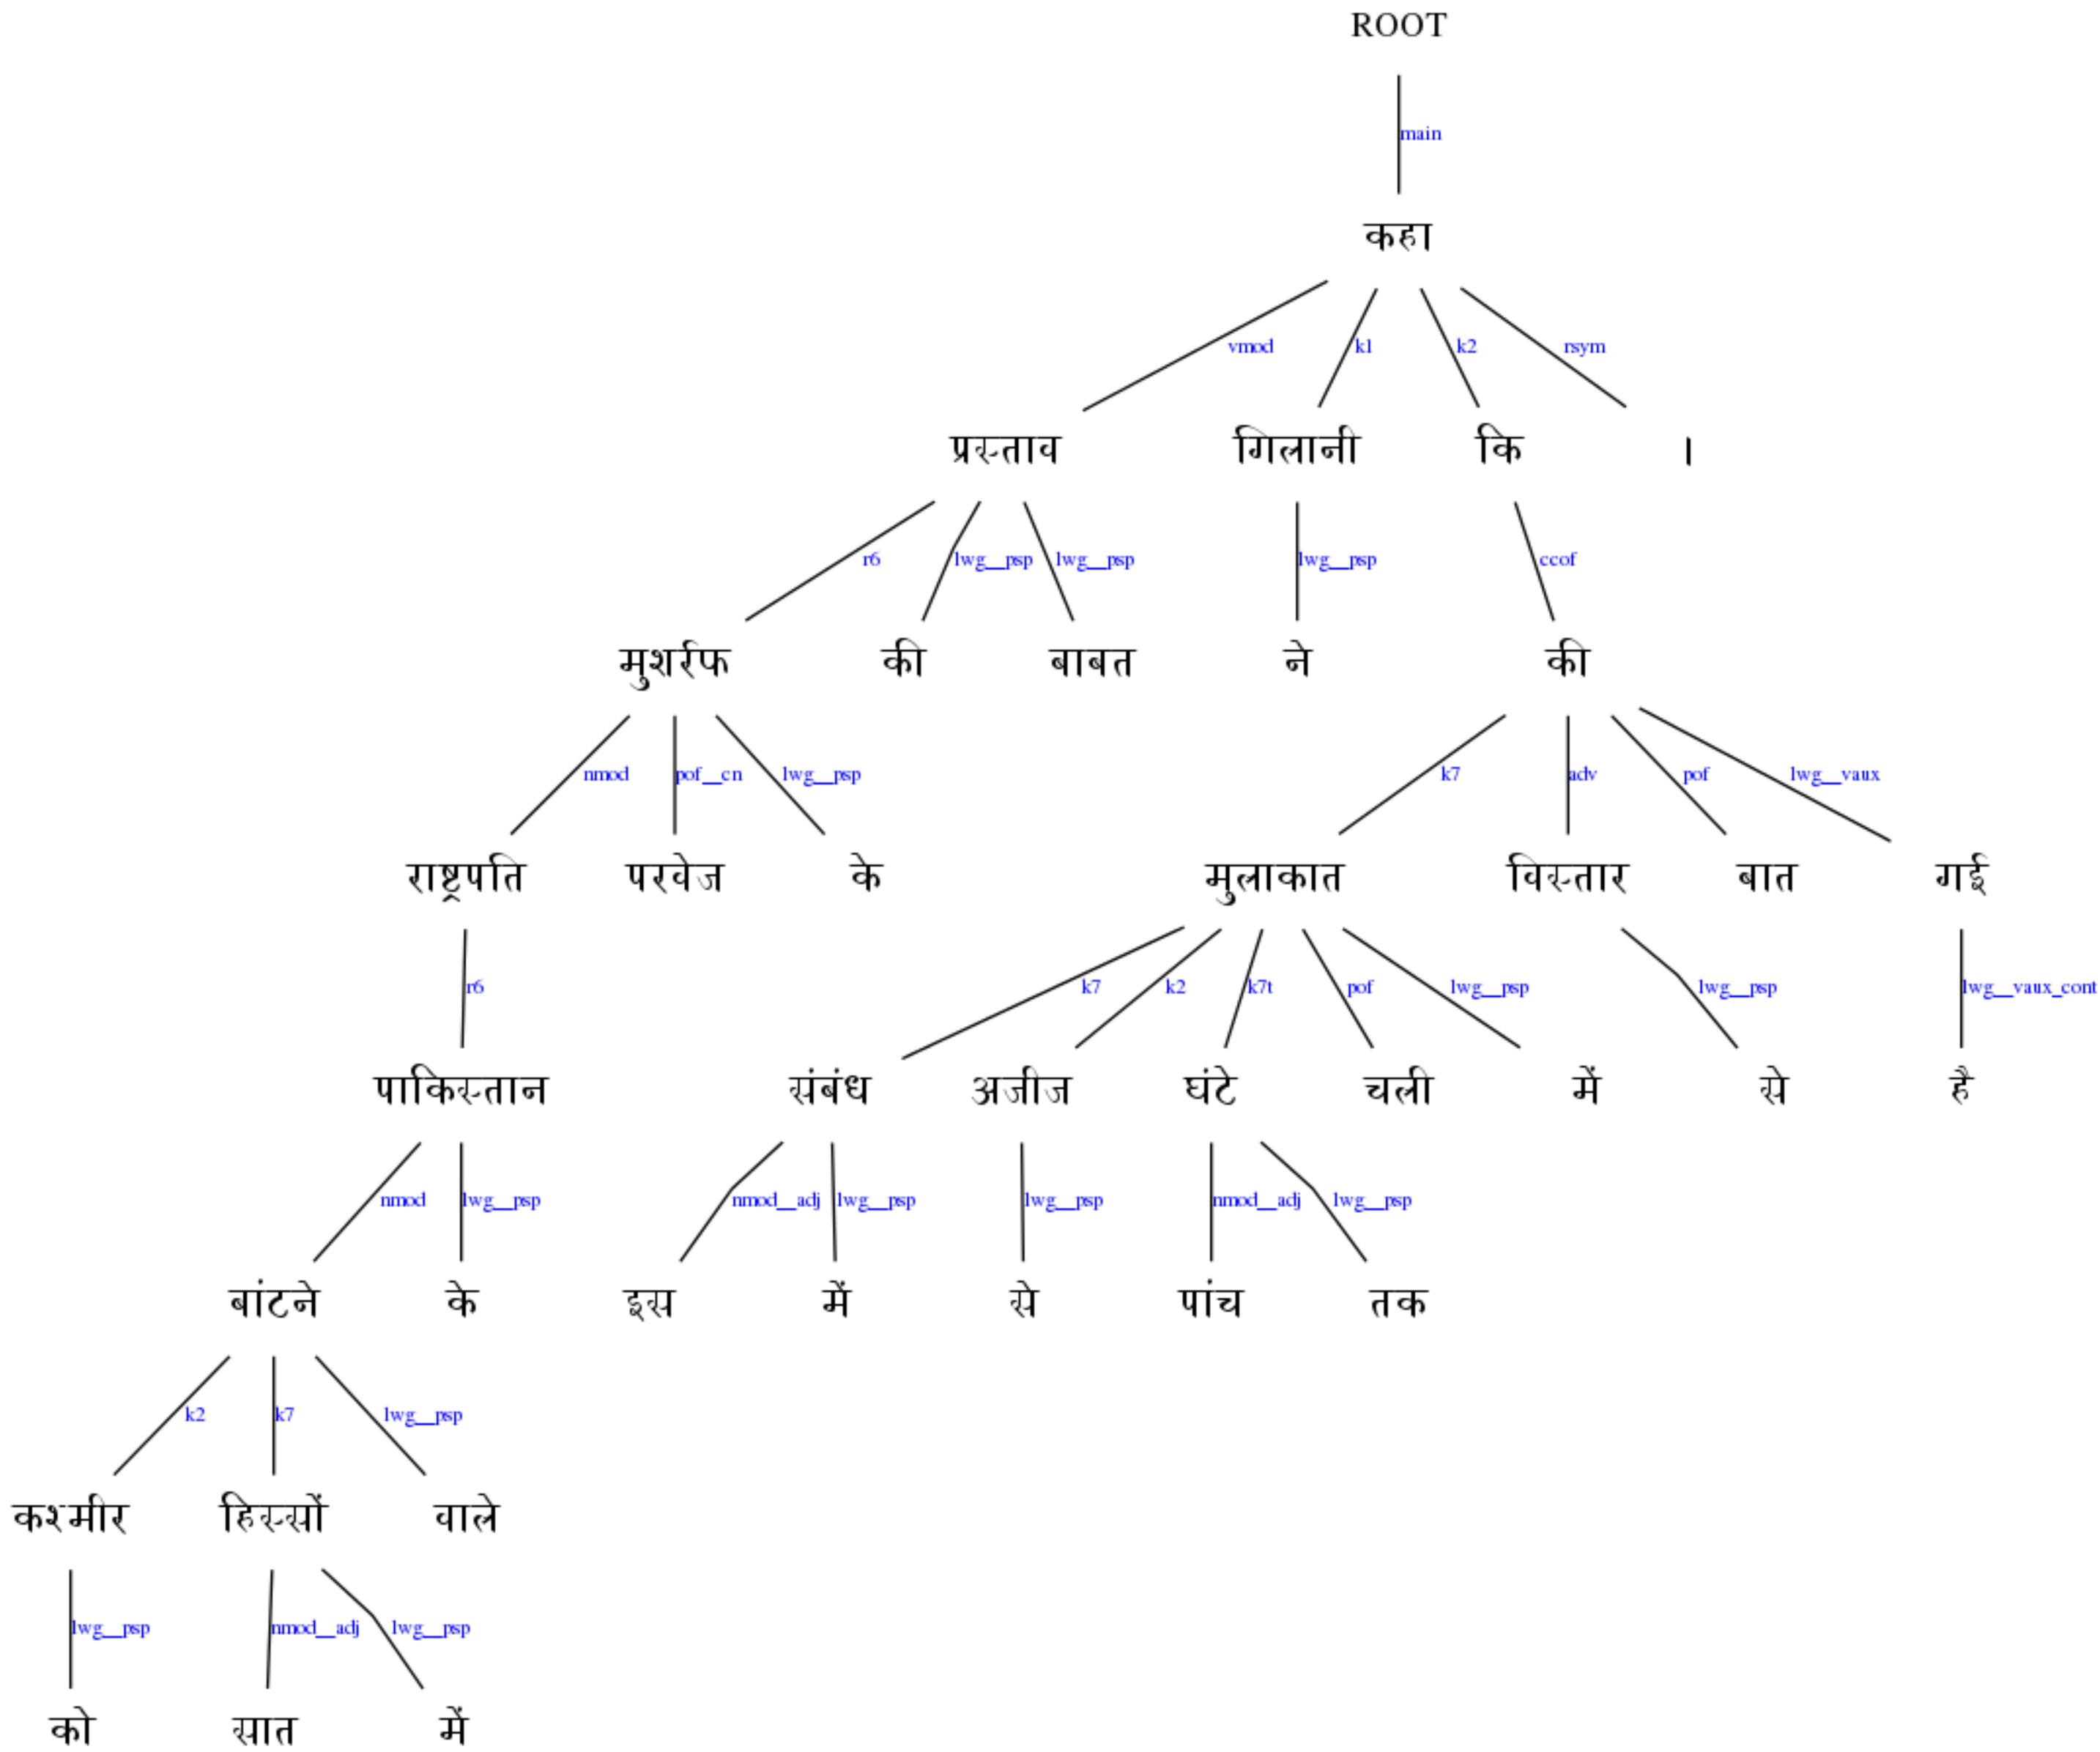 ROOT
main
कहा
vmod k1 k2 rsym
प्रस्ताव गिलानी कि ।
r6 lwg__psp lwg__psp lwg__psp ccof
मुशर्रफ की बाबत ने की
nmod pof__cn lwg__psp k7 adv pof lwg__vaux
राष्ट्रपति परवेज के मुलाकात विस्तार बात गई
r6 k7 k2 k7t pof lwg__psp lwg__psp lwg__vaux_cont
पाकिस्तान संबंध अजीज घंटे चली में से है
nmod lwg__psp nmod__adj lwg__psp lwg__psp nmod__adj lwg__psp
बांटने के इस में से पांच तक
k2 k7 lwg__psp
कश्मीर हिस्सों वाले
lwg__psp nmod__adj lwg__psp
को सात में